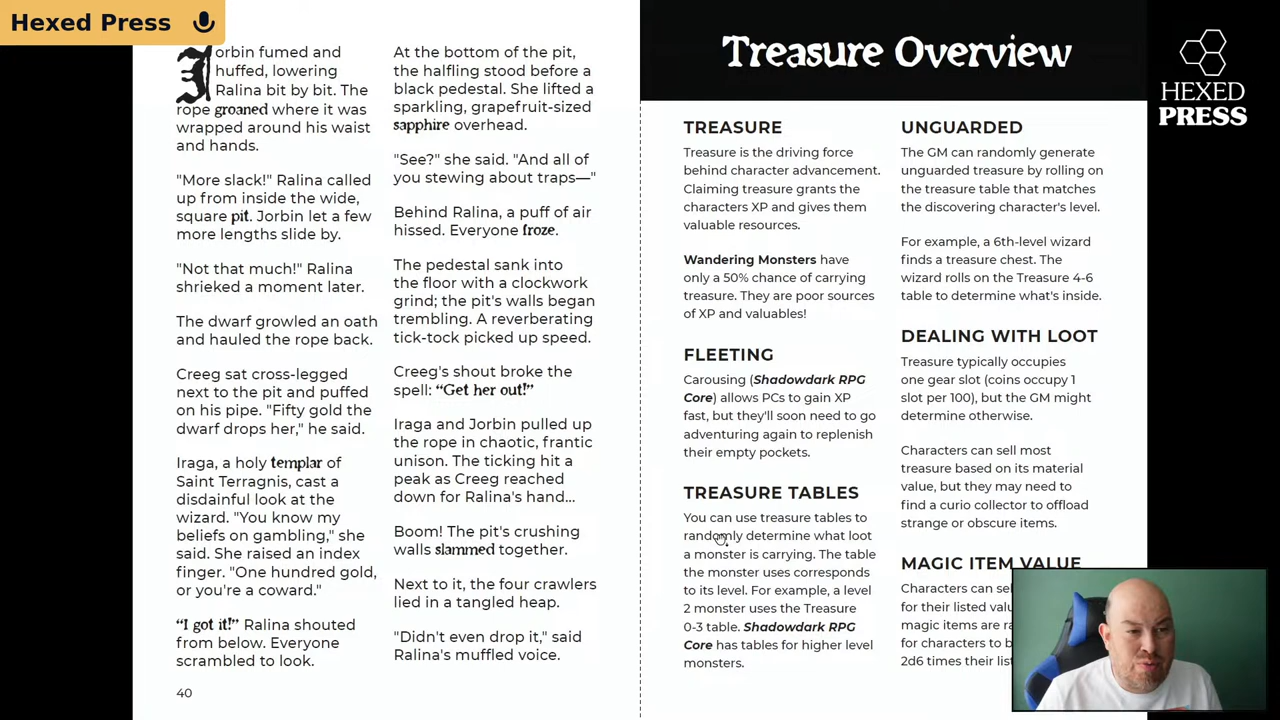 Hexed Press
Jorbin fumed and
huffed, lowering
Ralina bit by bit. The
rope groaned where it was
wrapped around his waist
and hands.
"More slack!" Ralina called
up from inside the wide,
square pit. Jorbin let a few
more lengths slide by.
"Not that much!" Ralina
shrieked a moment later.
The dwarf growled an oath
and hauled the rope back.
Creeg sat cross-legged
next to the pit and puffed
on his pipe. "Fifty gold the
dwarf drops her," he said.
Iraga, a holy templar of
Saint Terragnis, cast a
disdainful look at the
wizard. "You know my
beliefs on gambling," she
said. She raised an index
finger. "One hundred gold,
or you're a coward."
“I got it!” Ralina shouted
from below. Everyone
scrambled to look.
40
At the bottom of the pit,
the halfling stood before a
black pedestal. She lifted a
sparkling, grapefruit-sized
sapphire overhead.
"See?" she said. "And all of
you stewing about traps—"
Behind Ralina, a puff of air
hissed. Everyone froze.
The pedestal sank into
the floor with a clockwork
grind; the pit's walls began
trembling. A reverberating
tick-tock picked up speed.
Creeg's shout broke the
spell: “Get her out!”
Iraga and Jorbin pulled up
the rope in chaotic, frantic
unison. The ticking hit a
peak as Creeg reached
down for Ralina's hand...
Boom! The pit's crushing
walls slammed together.
Next to it, the four crawlers
lied in a tangled heap.
"Didn't even drop it," said
Ralina's muffled voice.
Treasure Overview
TREASURE
Treasure is the driving force
behind character advancement.
Claiming treasure grants the
characters XP and gives them
valuable resources.
Wandering Monsters have
only a 50% chance of carrying
treasure. They are poor sources
of XP and valuables!
FLEETING
Carousing (Shadowdark RPG
Core) allows PCs to gain XP
fast, but they'll soon need to go
adventuring again to replenish
their empty pockets.
TREASURE TABLES
You can use treasure tables to
randomly determine what loot
a monster is carrying. The table
the monster uses corresponds
to its level. For example, a level
2 monster uses the Treasure
0-3 table. Shadowdark RPG
Core has tables for higher level
monsters.
UNGUARDED
The GM can randomly generate
unguarded treasure by rolling on
the treasure table that matches
the discovering character's level.
For example, a 6th-level wizard
finds a treasure chest. The
wizard rolls on the Treasure 4-6
table to determine what's inside.
DEALING WITH LOOT
Treasure typically occupies
one gear slot (coins occupy 1
slot per 100), but the GM might
determine otherwise.
Characters can sell most
treasure based on its material
value, but they may need to
find a curio collector to offload
strange or obscure items.
MAGIC ITEM VALUE
Characters can
for their listed
magic items are
for characters to
2d6 times their
HEXED
PRESS